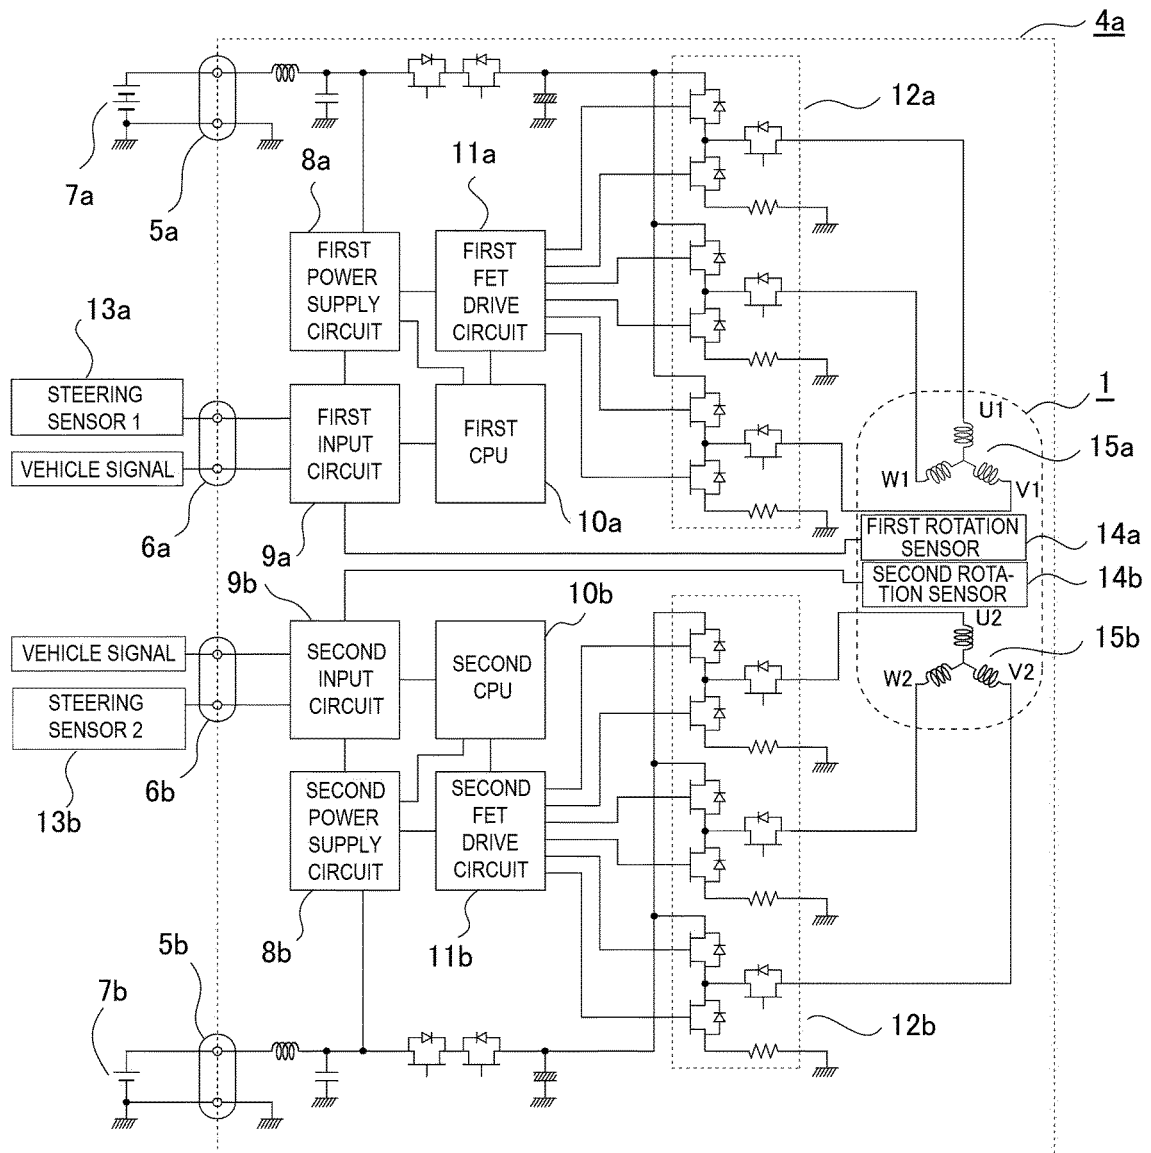 4a
12a
7a
5a
8a
11a
FIRST
POWER
SUPPLY
CIRCUIT
FIRST
FET
DRIVE
CIRCUIT
13a
STEERING
SENSOR 1
VEHICLE SIGNAL
6a
FIRST
INPUT
CIRCUIT
9a
FIRST
CPU
10a
1
U1
15a
W1
V1
FIRST ROTATION
SENSOR
14a
SECOND ROTA-
TION SENSOR
14b
U2
15b
W2
V2
9b
10b
VEHICLE SIGNAL
STEERING
SENSOR 2
13b
6b
SECOND
INPUT
CIRCUIT
SECOND
CPU
SECOND
POWER
SUPPLY
CIRCUIT
SECOND
FET
DRIVE
CIRCUIT
8b
11b
5b
7b
12b